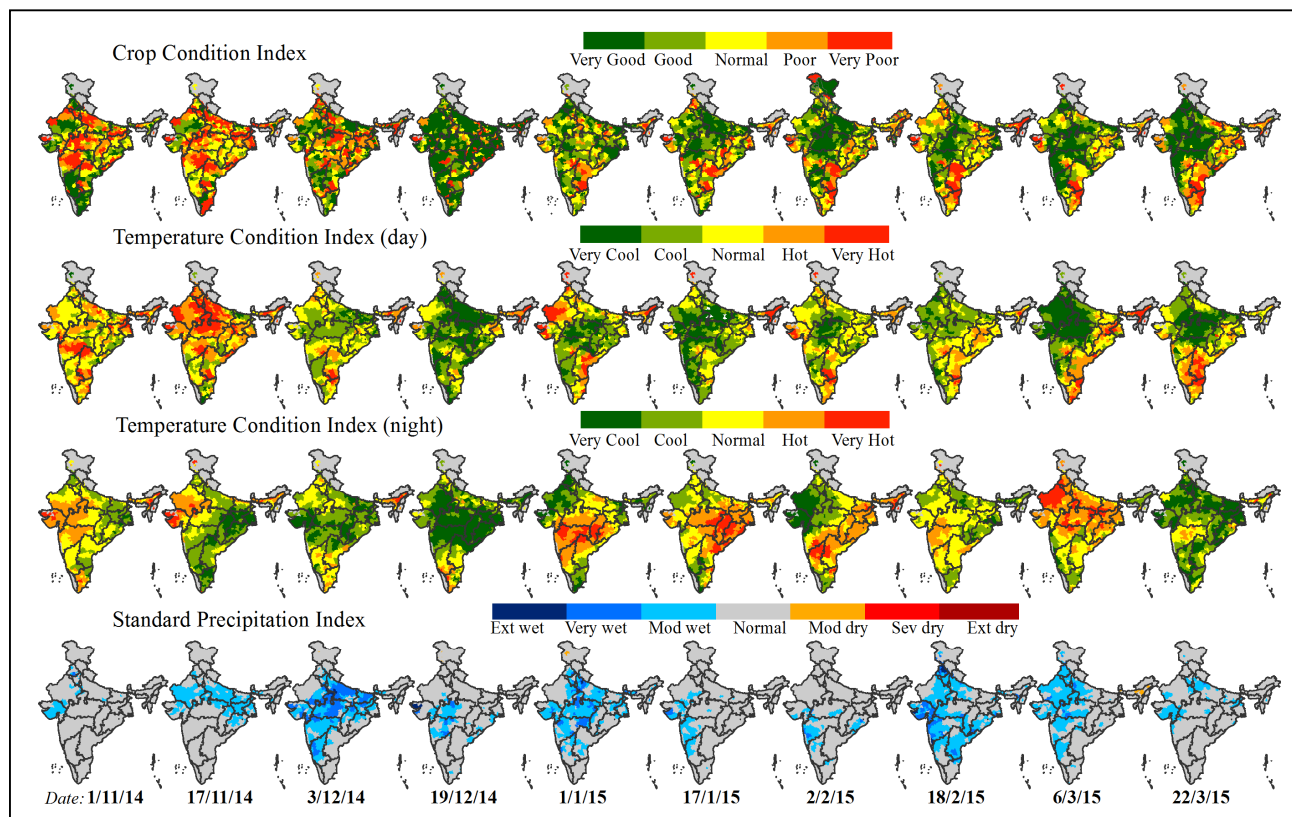 Crop Condition Index
Very Good Good Normal Poor Very Poor
Temperature Condition Index (day)
Very Cool Cool Normal Hot Very Hot
Temperature Condition Index (night)
Very Cool Cool Normal Hot Very Hot
Standard Precipitation Index
Ext wet Very wet Mod wet Normal Mod dry Sev dry Ext dry
Date: 1/11/14 17/11/14 3/12/14 19/12/14 1/1/15 17/1/15 2/2/15 18/2/15 6/3/15 22/3/15